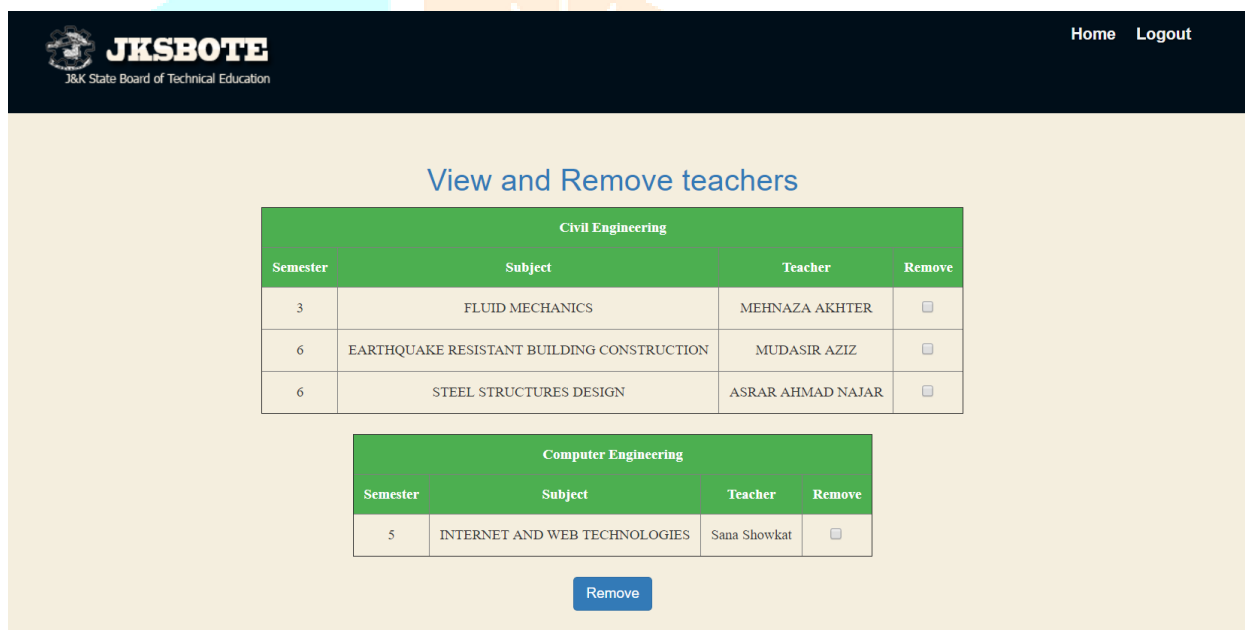 JKSBOTE
J&K State Board of Technical Education
Home Logout
View and Remove teachers
Civil Engineering
Semester Subject Teacher Remove
3 FLUID MECHANICS MEHNAZA AKHTER
6 EARTHQUAKE RESISTANT BUILDING CONSTRUCTION MUDASIR AZIZ
6 STEEL STRUCTURES DESIGN ASRAR AHMAD NAJAR
Computer Engineering
Semester Subject Teacher Remove
5 INTERNET AND WEB TECHNOLOGIES Sana Showkat
Remove